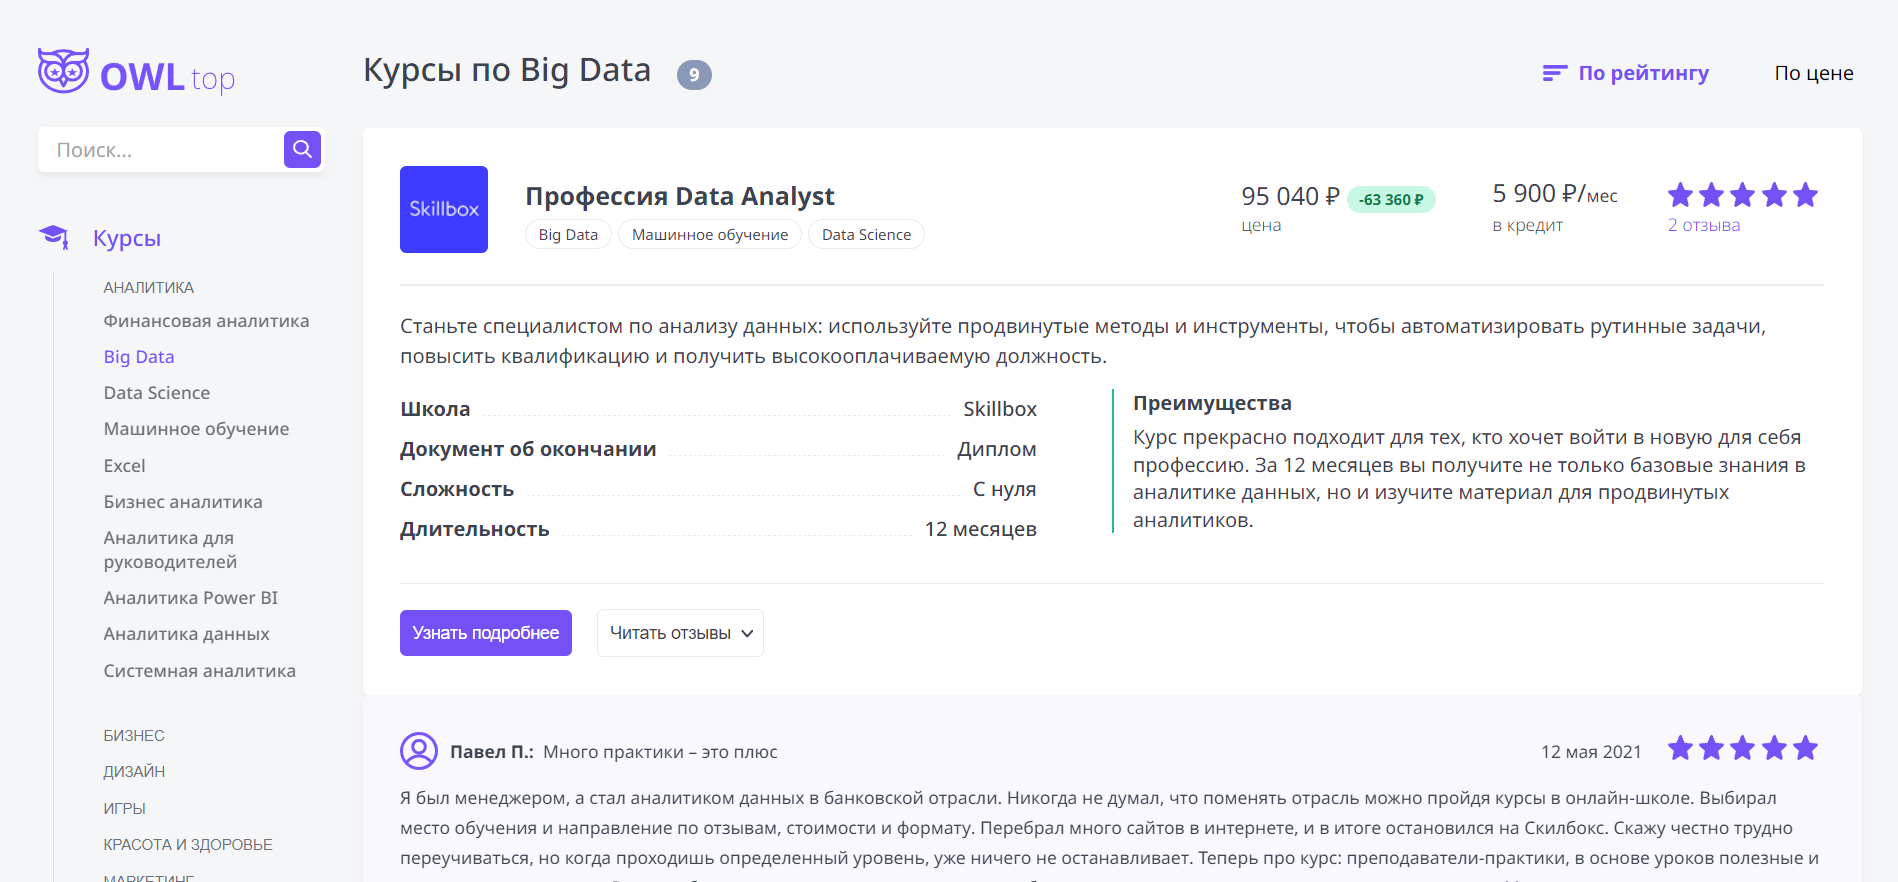 OWL top
Поиск...
Курсы
АНАЛИТИКА
Финансовая аналитика
Big Data
Data Science
Машинное обучение
Excel
Бизнес аналитика
Аналитика для
руководителей
Аналитика Power BI
Аналитика данных
Системная аналитика
БИЗНЕС
ДИЗАЙН
ИГРЫ
КРАСОТА И ЗДОРОВЬЕ
МАРКЕТИНГ
Курсы по Big Data 9
По рейтингу По цене
Skillbox
Профессия Data Analyst
Big Data Машинное обучение Data Science
95 040 ₽ -63 360 ₽
цена
5 900 ₽/мес
в кредит
2 отзыва
Станьте специалистом по анализу данных: используйте продвинутые методы и инструменты, чтобы автоматизировать рутинные задачи,
повысить квалификацию и получить высокооплачиваемую должность.
Школа Skillbox
Документ об окончании Диплом
Сложность С нуля
Длительность 12 месяцев
Преимущества
Курс прекрасно подходит для тех, кто хочет войти в новую для себя
профессию. За 12 месяцев вы получите не только базовые знания в
аналитике данных, но и изучите материал для продвинутых
аналитиков.
Узнать подробнее Читать отзывы
Павел П.: Много практики – это плюс 12 мая 2021
Я был менеджером, а стал аналитиком данных в банковской отрасли. Никогда не думал, что поменять отрасль можно пройдя курсы в онлайн-школе. Выбирал
место обучения и направление по отзывам, стоимости и формату. Перебрал много сайтов в интернете, и в итоге остановился на Скилбокс. Скажу честно трудно
переучиваться, но когда проходишь определенный уровень, уже ничего не останавливает. Теперь про курс: преподаватели-практики, в основе уроков полезные и